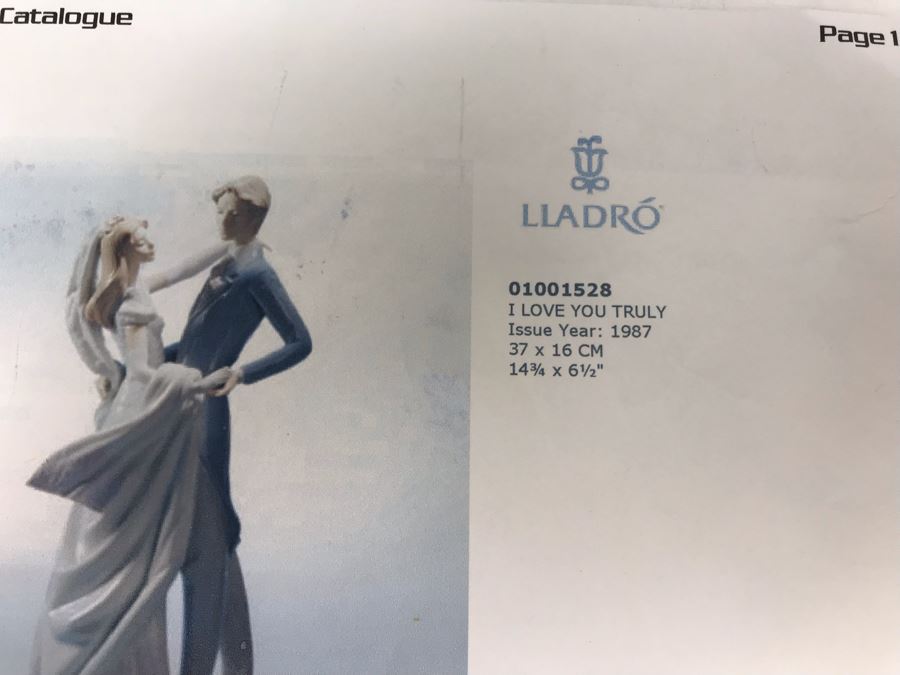 Catalogue
Page 1
LLADRÓ
01001528
I LOVE YOU TRULY
Issue Year: 1987
37 x 16 CM
14¾ x 6½"